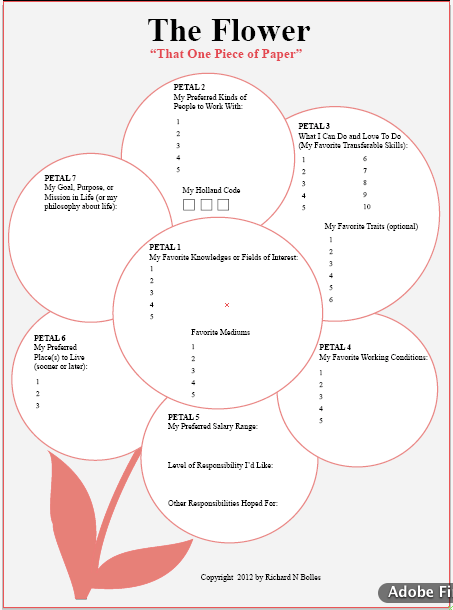 The Flower
“That One Piece of Paper”
PETAL 2
My Preferred Kinds of
People to Work With:
1
2
3
4
5
My Holland Code
PETAL 3
What I Can Do and Love To Do
(My Favorite Transferable Skills):
1 6
2 7
3 8
4 9
5 10
My Favorite Traits (optional)
1
2
3
4
5
6
PETAL 7
My Goal, Purpose, or
Mission in Life (or my
philosophy about life):
PETAL 1
My Favorite Knowledges or Fields of Interest:
1
2
3
4
5
Favorite Mediums
1
2
3
4
5
PETAL 6
My Preferred
Place(s) to Live
(sooner or later):
1
2
3
PETAL 4
My Favorite Working Conditions:
1
2
3
4
5
PETAL 5
My Preferred Salary Range:
Level of Responsibility I'd Like:
Other Responsibilities Hoped For:
Copyright 2012 by Richard N Bolles
Adobe Fi